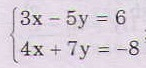 3x − 5y = 6
4x + 7y = −8